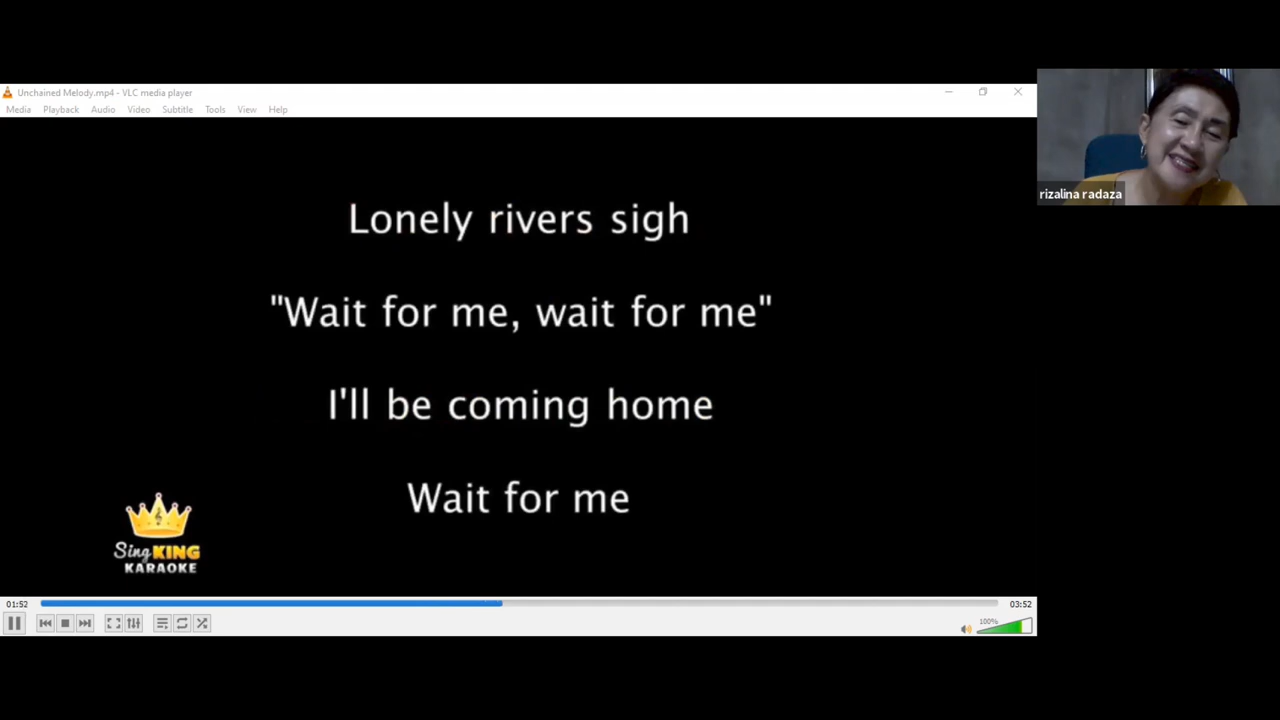 Unchained Melody.mp4 - VLC media player
Media Playback Audio Video Subtitle Tools View Help
rizalina radaza
Lonely rivers sigh
"Wait for me, wait for me"
I'll be coming home
Wait for me
Sing KING
KARAOKE
01:52
03:52
100%